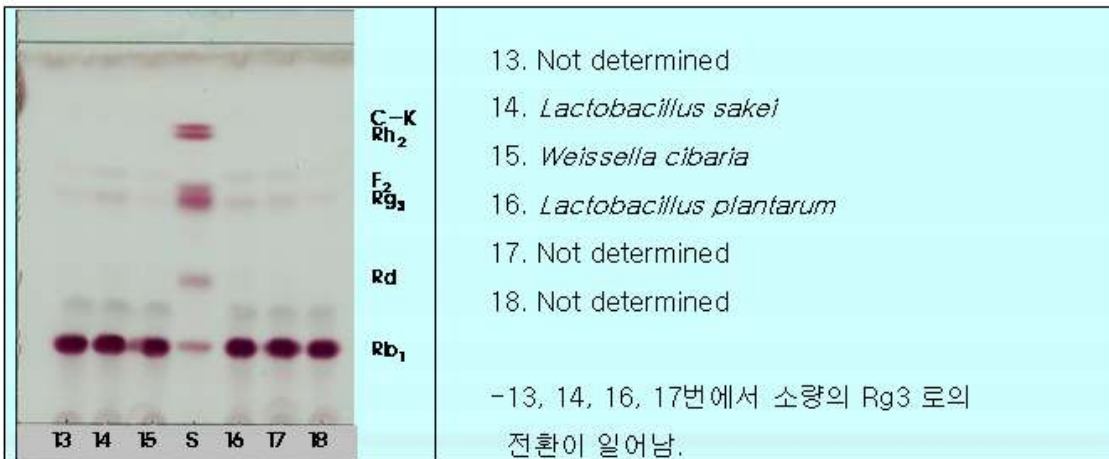 C-K
Rh2
F2
Rg3
Rd
Rb1
13 14 15 S 16 17 18
13. Not determined
14. Lactobacillus sakei
15. Weissella cibaria
16. Lactobacillus plantarum
17. Not determined
18. Not determined
-13, 14, 16, 17번에서 소량의 Rg3 로의
전환이 일어남.